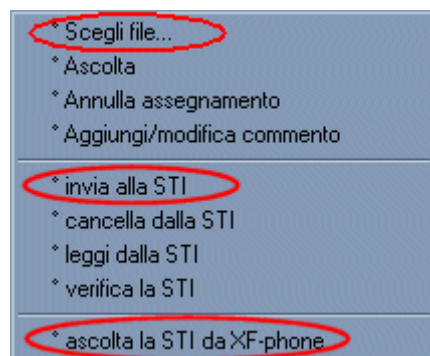 ° Scegli file...
° Ascolta
° Annulla assegnamento
° Aggiungi/modifica commento
° invia alla STI
° cancella dalla STI
° leggi dalla STI
° verifica la STI
° ascolta la STI da XF-phone